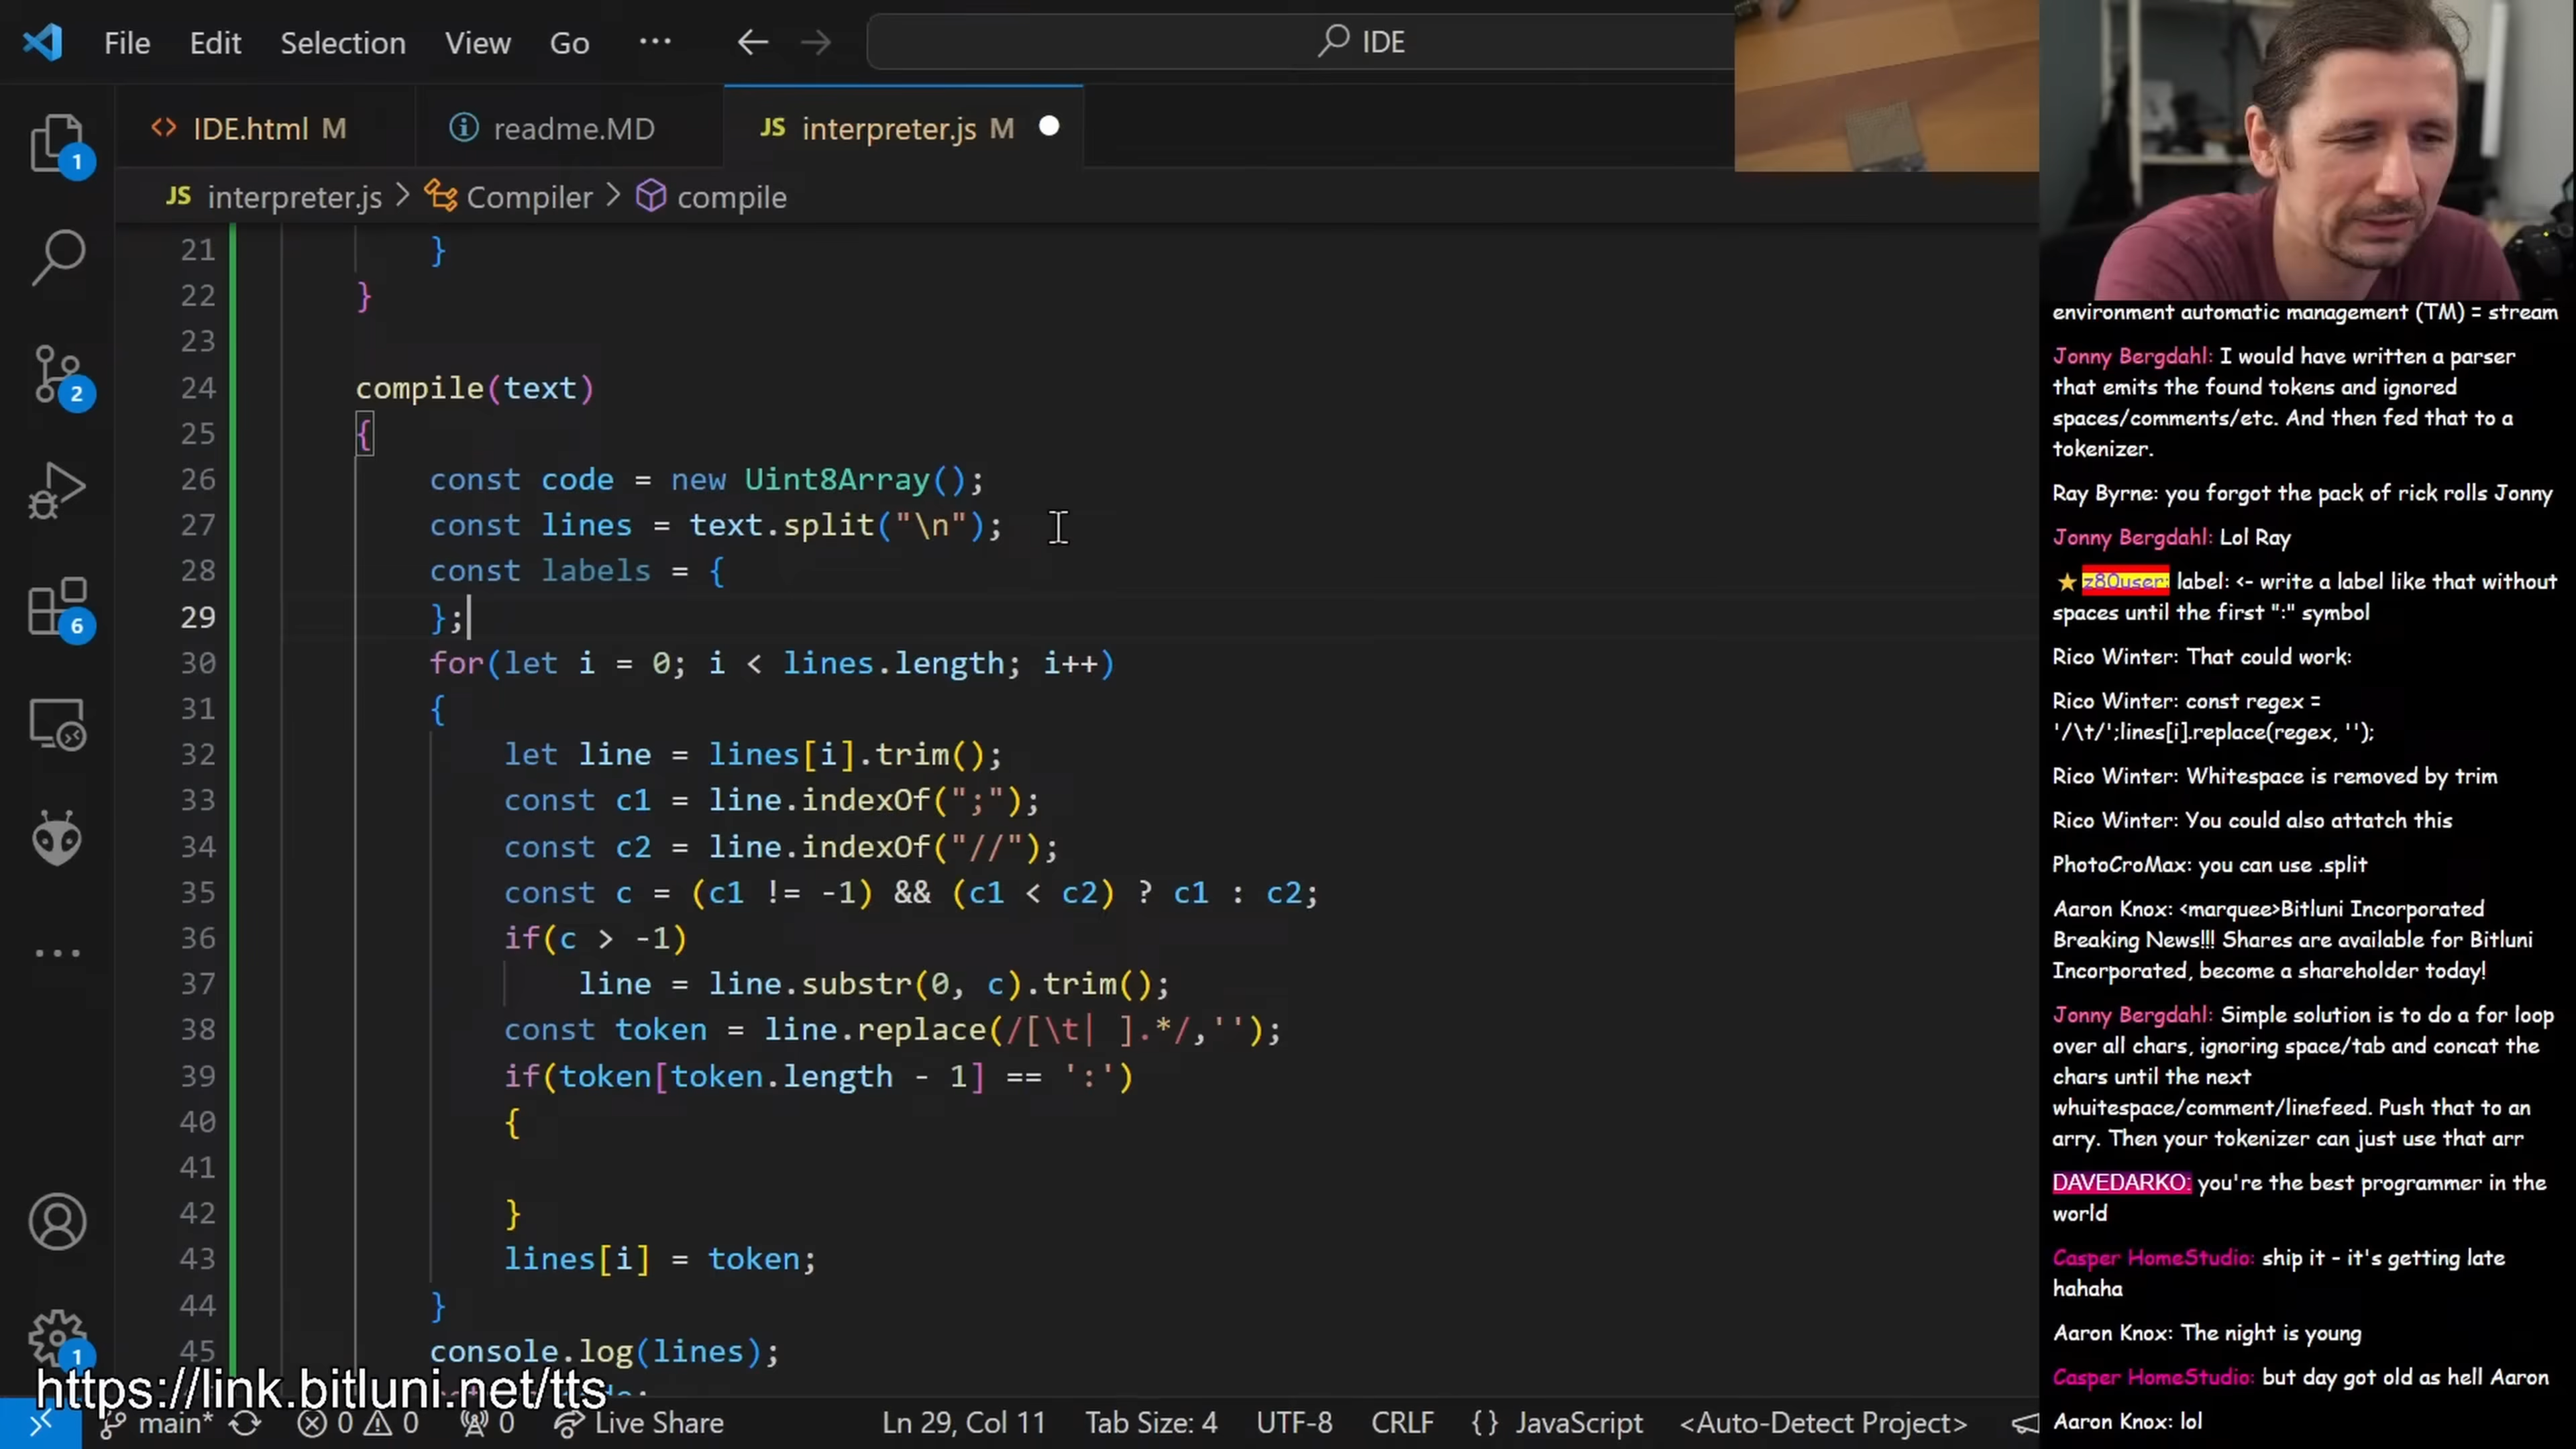 File Edit Selection View Go ··· IDE
IDE.html M readme.MD JS interpreter.js M
JS interpreter.js > Compiler > compile
21 }
22 }
23
24 compile(text)
25 {
26 const code = new Uint8Array();
27 const lines = text.split("\n");
28 const labels = {
29 };
30 for(let i = 0; i < lines.length; i++)
31 {
32 let line = lines[i].trim();
33 const c1 = line.indexOf(";");
34 const c2 = line.indexOf("//");
35 const c = (c1 != -1) && (c1 < c2) ? c1 : c2;
36 if(c > -1)
37 line = line.substr(0, c).trim();
38 const token = line.replace(/[\t| ].*/,'');
39 if(token[token.length - 1] == ':')
40 {
41
42 }
43 lines[i] = token;
44 }
45 console.log(lines);
1
2
6
1
https://link.bitluni.net/tts
main* 0 0 0 Live Share Ln 29, Col 11 Tab Size: 4 UTF-8 CRLF {} JavaScript <Auto-Detect Project>
environment automatic management (TM) = stream
Jonny Bergdahl: I would have written a parser
that emits the found tokens and ignored
spaces/comments/etc. And then fed that to a
tokenizer.
Ray Byrne: you forgot the pack of rick rolls Jonny
Jonny Bergdahl: Lol Ray
z80user: label: <- write a label like that without
spaces until the first ":" symbol
Rico Winter: That could work:
Rico Winter: const regex =
'/\t/';lines[i].replace(regex, '');
Rico Winter: Whitespace is removed by trim
Rico Winter: You could also attatch this
PhotoCroMax: you can use .split
Aaron Knox: <marquee>Bitluni Incorporated
Breaking News!!! Shares are available for Bitluni
Incorporated, become a shareholder today!
Jonny Bergdahl: Simple solution is to do a for loop
over all chars, ignoring space/tab and concat the
chars until the next
whuitespace/comment/linefeed. Push that to an
arry. Then your tokenizer can just use that arr
DAVEDARKO: you're the best programmer in the
world
Casper HomeStudio: ship it - it's getting late
hahaha
Aaron Knox: The night is young
Casper HomeStudio: but day got old as hell Aaron
Aaron Knox: lol